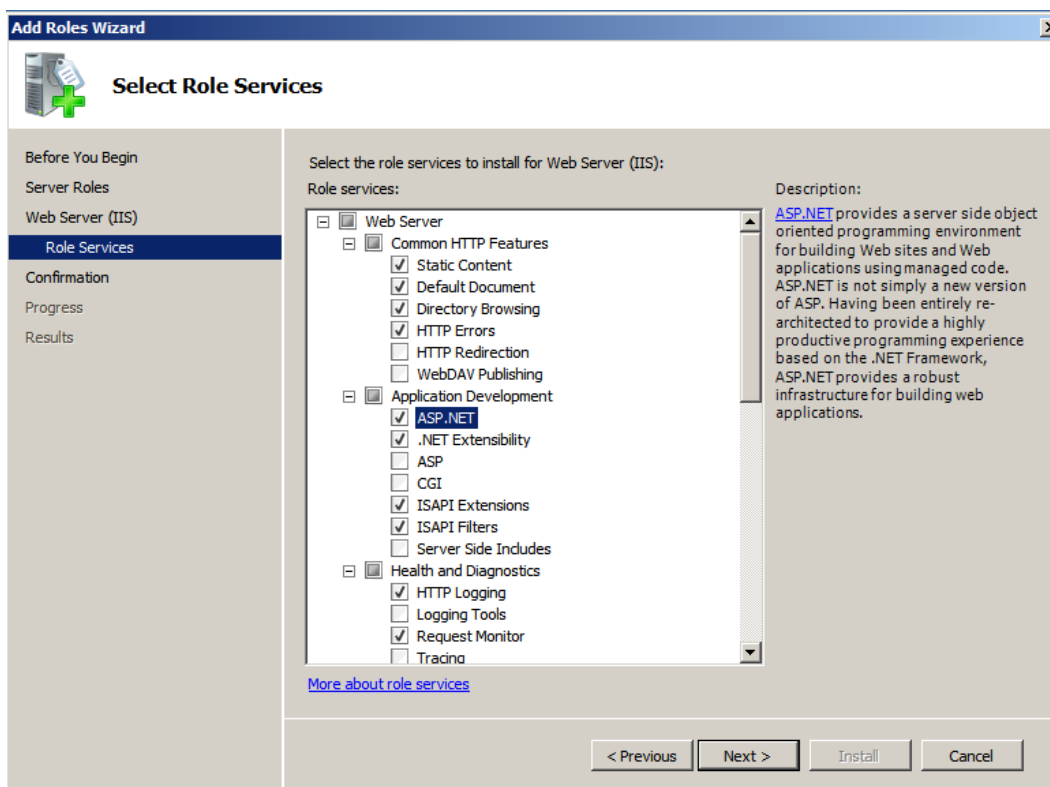 Add Roles Wizard
Select Role Services
Before You Begin
Server Roles
Web Server (IIS)
Role Services
Confirmation
Progress
Results
Select the role services to install for Web Server (IIS):
Role services:
Web Server
Common HTTP Features
Static Content
Default Document
Directory Browsing
HTTP Errors
HTTP Redirection
WebDAV Publishing
Application Development
ASP.NET
.NET Extensibility
ASP
CGI
ISAPI Extensions
ISAPI Filters
Server Side Includes
Health and Diagnostics
HTTP Logging
Logging Tools
Request Monitor
Tracing
More about role services
Description:
ASP.NET provides a server side object
oriented programming environment
for building Web sites and Web
applications using managed code.
ASP.NET is not simply a new version
of ASP. Having been entirely re-
architected to provide a highly
productive programming experience
based on the .NET Framework,
ASP.NET provides a robust
infrastructure for building web
applications.
< Previous
Next >
Install
Cancel